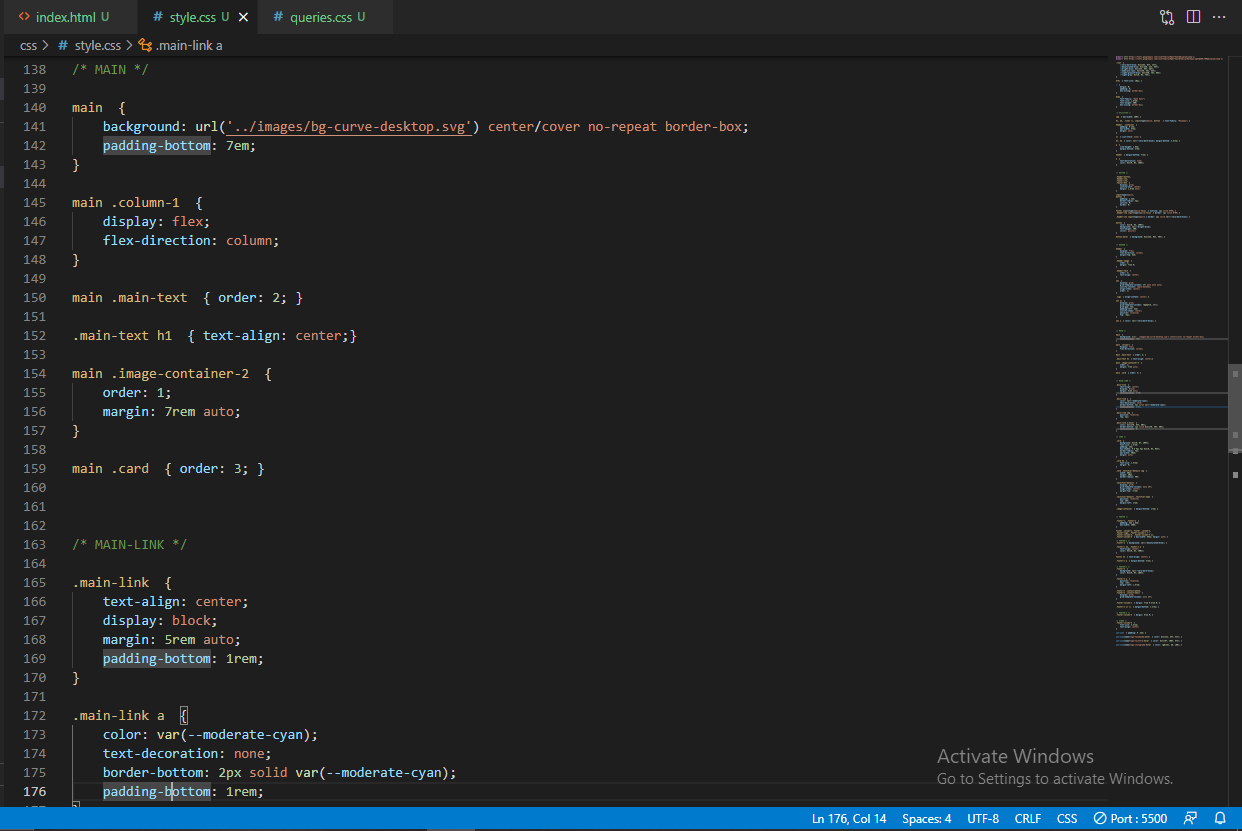 index.html U
# style.css U
# queries.css U
css > # style.css > .main-link a
138 /* MAIN */
139
140 main  {
141     background: url('../images/bg-curve-desktop.svg') center/cover no-repeat border-box;
142     padding-bottom: 7em;
143 }
144
145 main .column-1  {
146     display: flex;
147     flex-direction: column;
148 }
149
150 main .main-text  { order: 2; }
151
152 .main-text h1  { text-align: center;}
153
154 main .image-container-2  {
155     order: 1;
156     margin: 7rem auto;
157 }
158
159 main .card  { order: 3; }
160
161
162
163 /* MAIN-LINK */
164
165 .main-link  {
166     text-align: center;
167     display: block;
168     margin: 5rem auto;
169     padding-bottom: 1rem;
170 }
171
172 .main-link a  {
173     color: var(--moderate-cyan);
174     text-decoration: none;
175     border-bottom: 2px solid var(--moderate-cyan);
176     padding-bottom: 1rem;
Activate Windows
Go to Settings to activate Windows.
Ln 176, Col 14 Spaces: 4 UTF-8 CRLF CSS Port : 5500